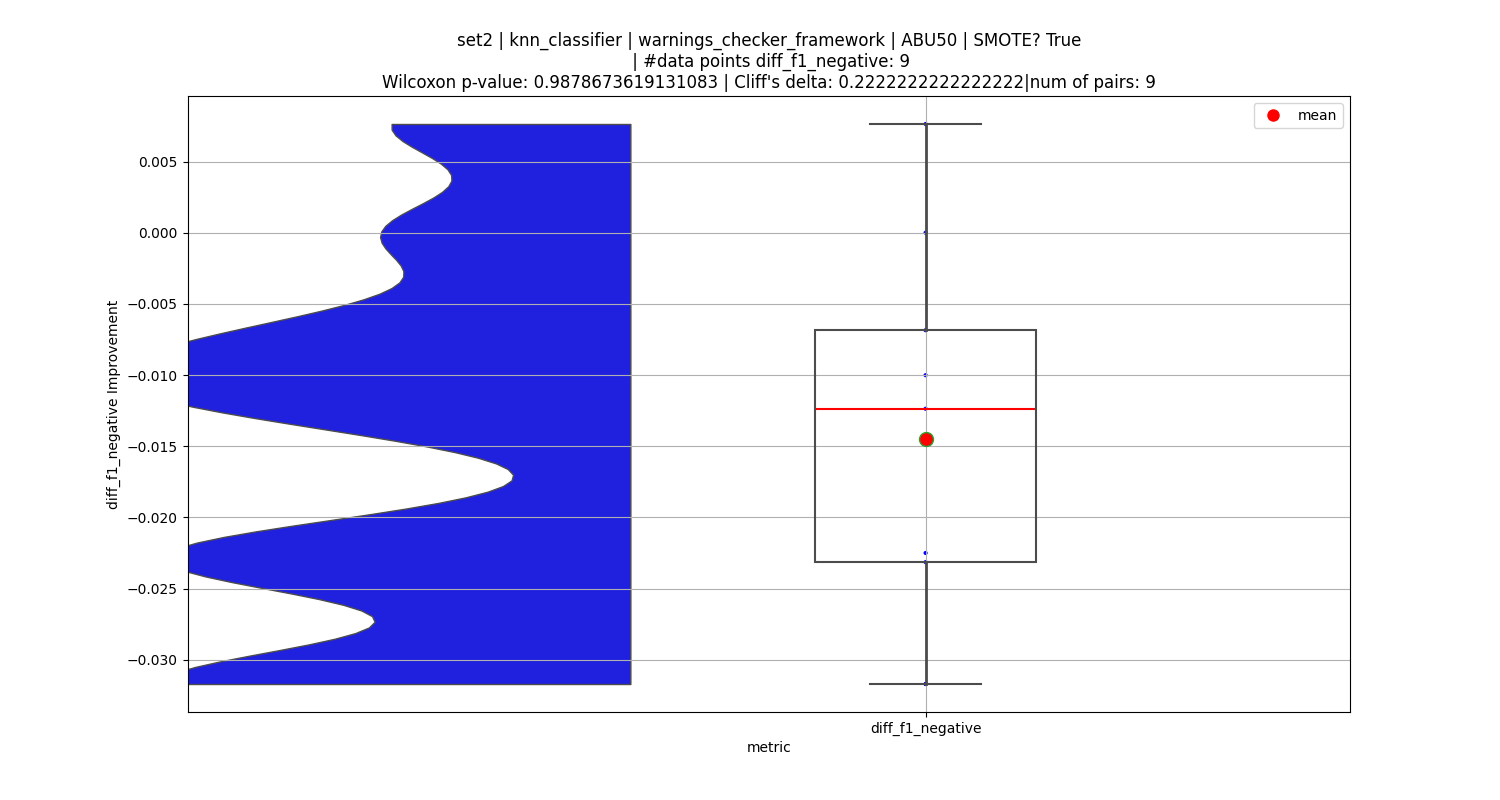 set2 | knn_classifier | warnings_checker_framework | ABU50 | SMOTE? True
| #data points diff_f1_negative: 9
Wilcoxon p-value: 0.9878673619131083 | Cliff's delta: 0.2222222222222222|num of pairs: 9
mean
0.005
0.000
−0.005
−0.010
−0.015
−0.020
−0.025
−0.030
diff_f1_negative Improvement
diff_f1_negative
metric